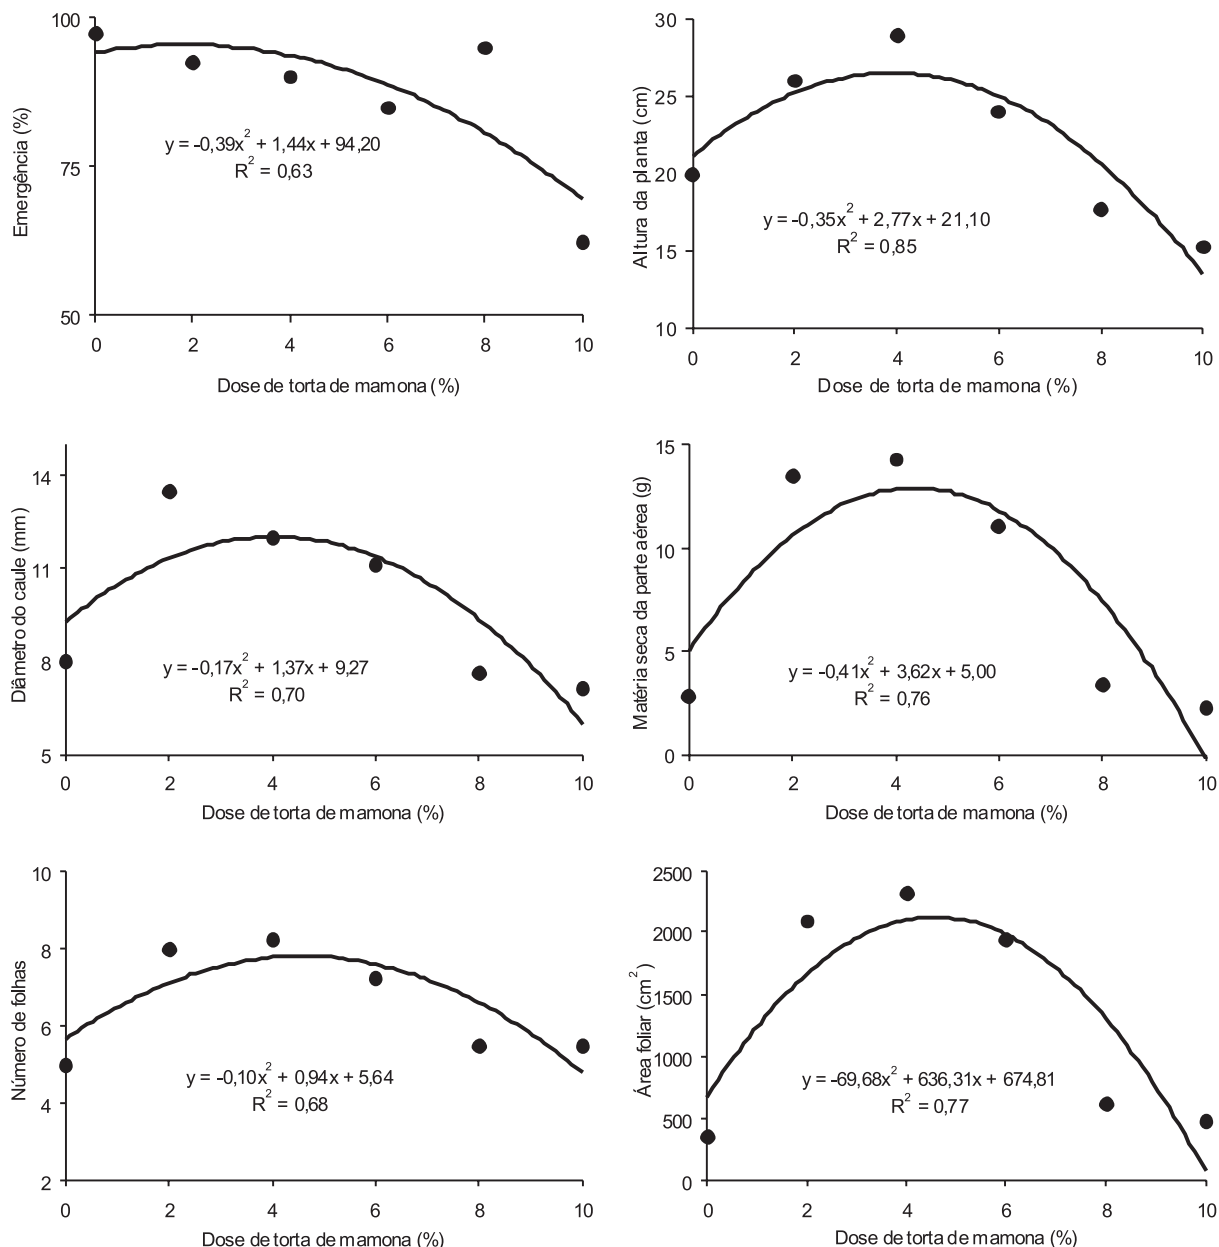 100
75
50
Emergência (%)
y = -0,39x² + 1,44x + 94,20
R² = 0,63
0 2 4 6 8 10
Dose de torta de mamona (%)
30
25
20
15
10
Altura da planta (cm)
y = -0,35x² + 2,77x + 21,10
R² = 0,85
0 2 4 6 8 10
Dose de torta de mamona (%)
14
11
8
5
Diâmetro do caule (mm)
y = -0,17x² + 1,37x + 9,27
R² = 0,70
0 2 4 6 8 10
Dose de torta de mamona (%)
15
10
5
0
Matéria seca da parte aérea (g)
y = -0,41x² + 3,62x + 5,00
R² = 0,76
0 2 4 6 8 10
Dose de torta de mamona (%)
10
8
6
4
2
Número de folhas
y = -0,10x² + 0,94x + 5,64
R² = 0,68
0 2 4 6 8 10
Dose de torta de mamona (%)
2500
2000
1500
1000
500
0
Área foliar (cm²)
y = -69,68x² + 636,31x + 674,81
R² = 0,77
0 2 4 6 8 10
Dose de torta de mamona (%)